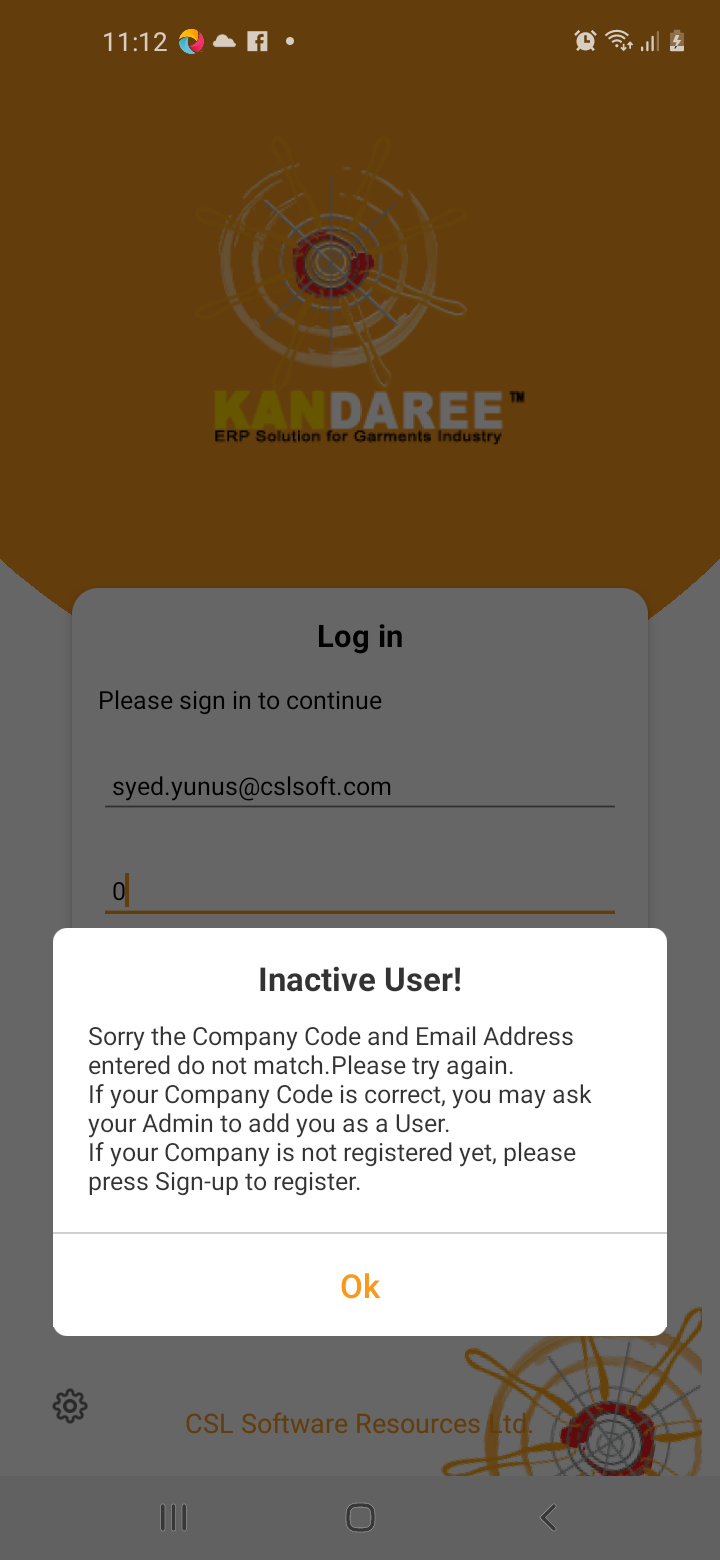 11:12
KANDAREE™
ERP Solution for Garments Industry
Log in
Please sign in to continue
syed.yunus@cslsoft.com
0
Inactive User!
Sorry the Company Code and Email Address
entered do not match.Please try again.
If your Company Code is correct, you may ask
your Admin to add you as a User.
If your Company is not registered yet, please
press Sign-up to register.
Ok
CSL Software Resources Ltd.